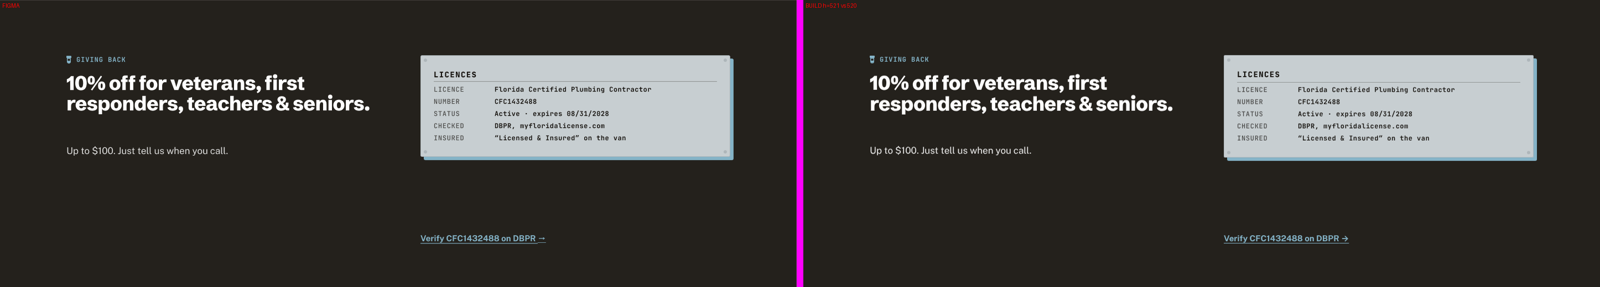 FIGMA
GIVING BACK
10% off for veterans, first
responders, teachers & seniors.
Up to $100. Just tell us when you call.
LICENCES
LICENCE Florida Certified Plumbing Contractor
NUMBER CFC1432488
STATUS Active · expires 08/31/2028
CHECKED DBPR, myfloridalicense.com
INSURED “Licensed & Insured” on the van
Verify CFC1432488 on DBPR →
GIVING BACK
10% off for veterans, first
responders, teachers & seniors.
Up to $100. Just tell us when you call.
LICENCES
LICENCE Florida Certified Plumbing Contractor
NUMBER CFC1432488
STATUS Active · expires 08/31/2028
CHECKED DBPR, myfloridalicense.com
INSURED “Licensed & Insured” on the van
Verify CFC1432488 on DBPR →